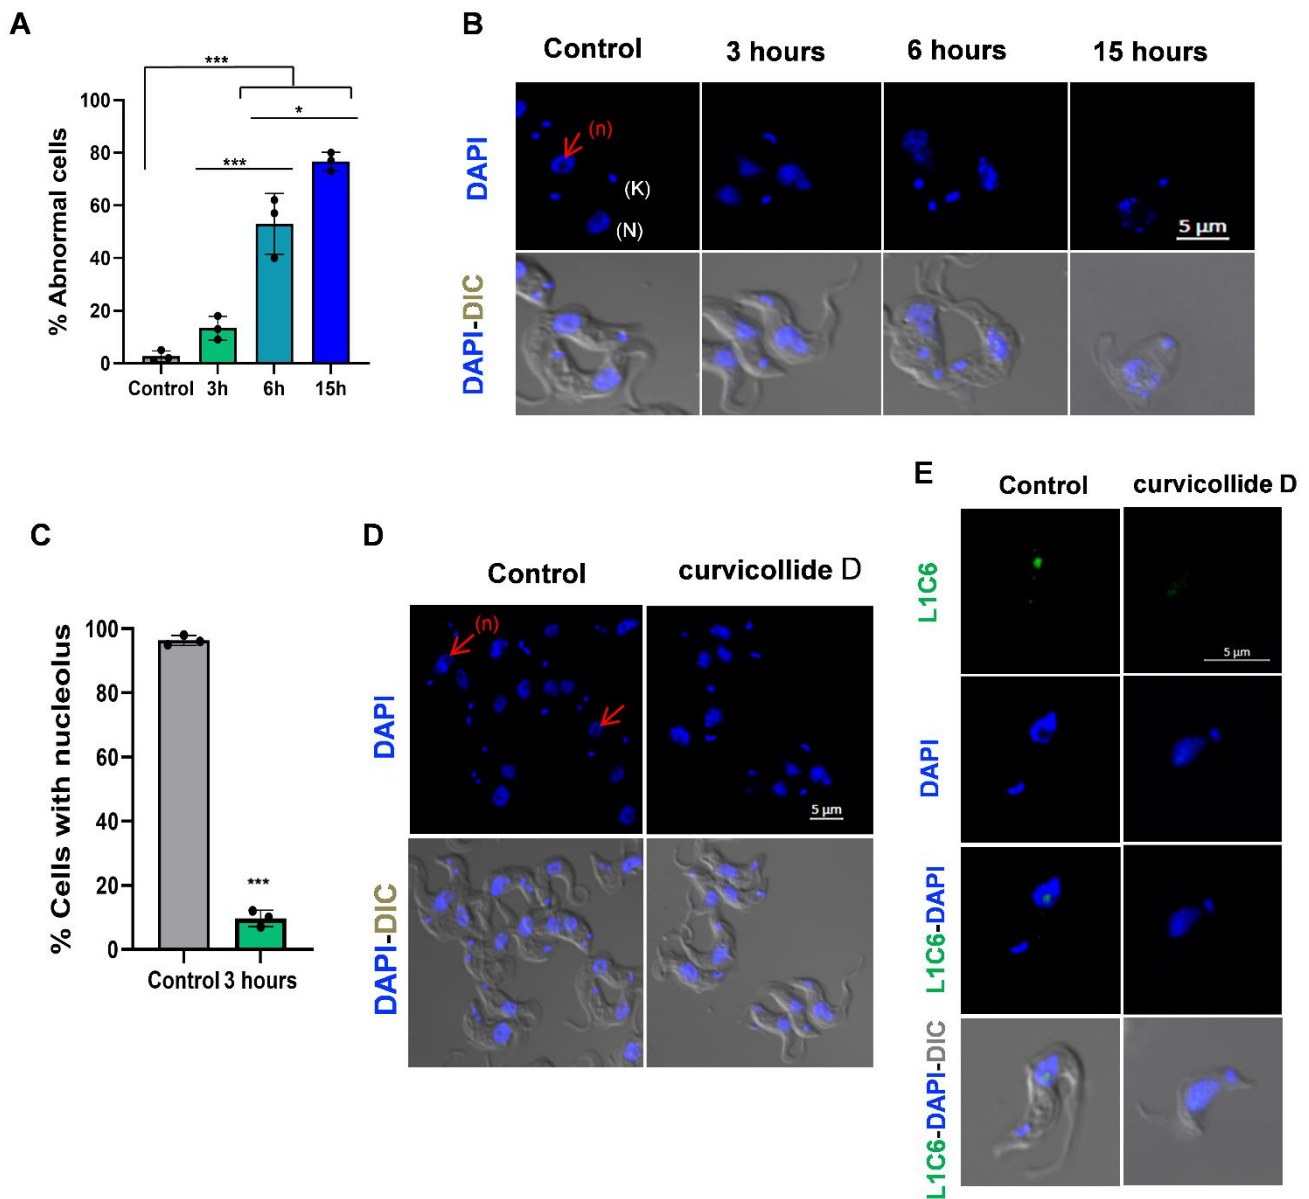 A
***
*
***
% Abnormal cells
100
80
60
40
20
0
Control 3h 6h 15h
B
Control 3 hours 6 hours 15 hours
DAPI
(n)
(K)
(N)
5 µm
DAPI-DIC
C
% Cells with nucleolus
100
80
60
40
20
0
***
Control 3 hours
D
Control curvicollide D
DAPI
(n)
5 µm
DAPI-DIC
E
Control curvicollide D
L1C6
5 µm
DAPI
L1C6-DAPI
L1C6-DAPI-DIC